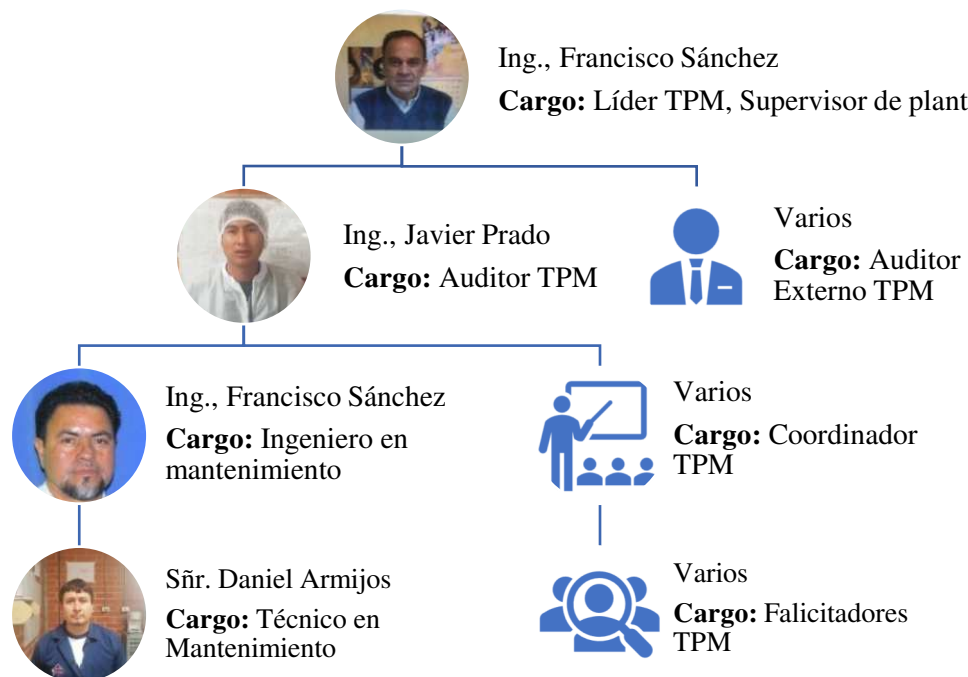 Ing., Francisco Sánchez
Cargo: Líder TPM, Supervisor de plant
Ing., Javier Prado
Cargo: Auditor TPM
Varios
Cargo: Auditor
Externo TPM
Ing., Francisco Sánchez
Cargo: Ingeniero en
mantenimiento
Varios
Cargo: Coordinador
TPM
Sñr. Daniel Armijos
Cargo: Técnico en
Mantenimiento
Varios
Cargo: Falicitadores
TPM